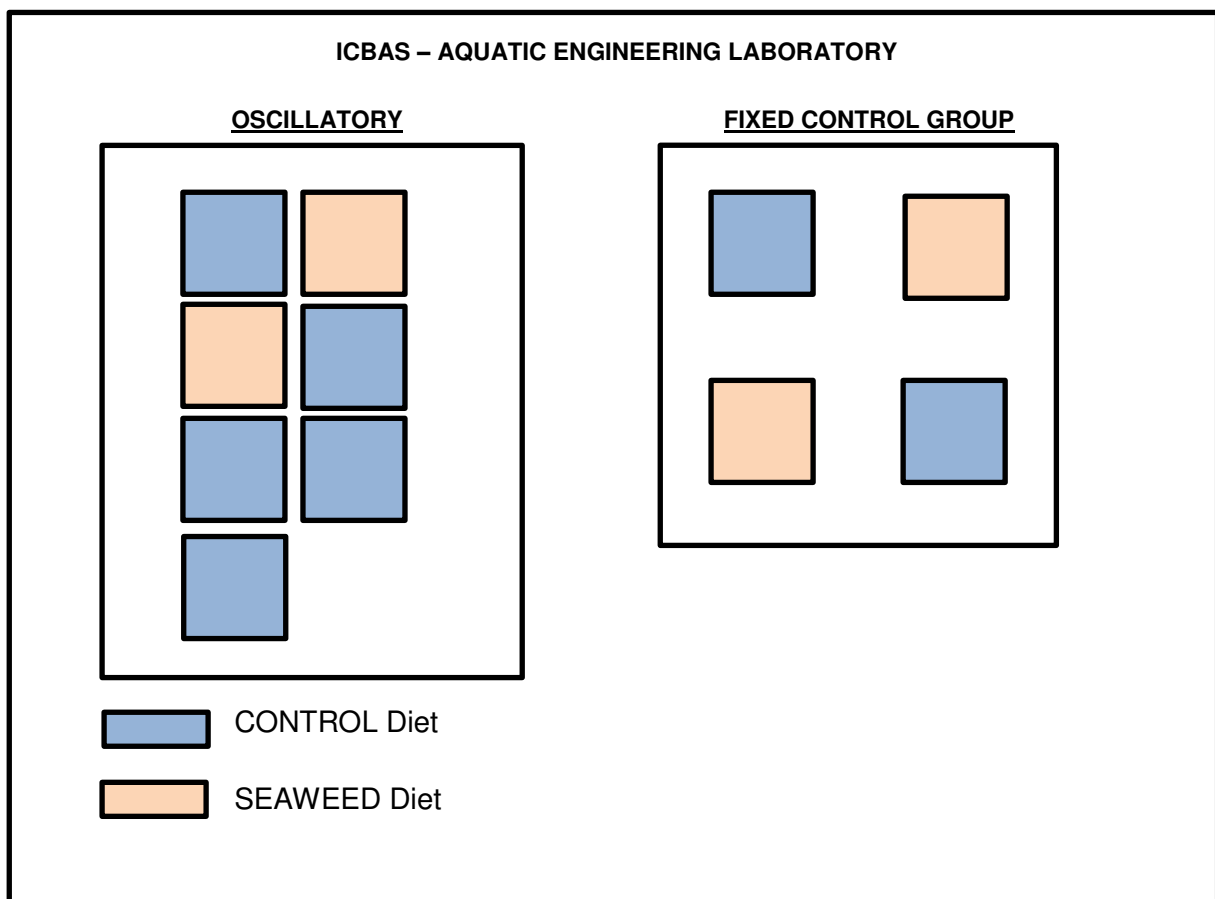 ICBAS – AQUATIC ENGINEERING LABORATORY
OSCILLATORY
FIXED CONTROL GROUP
CONTROL Diet
SEAWEED Diet